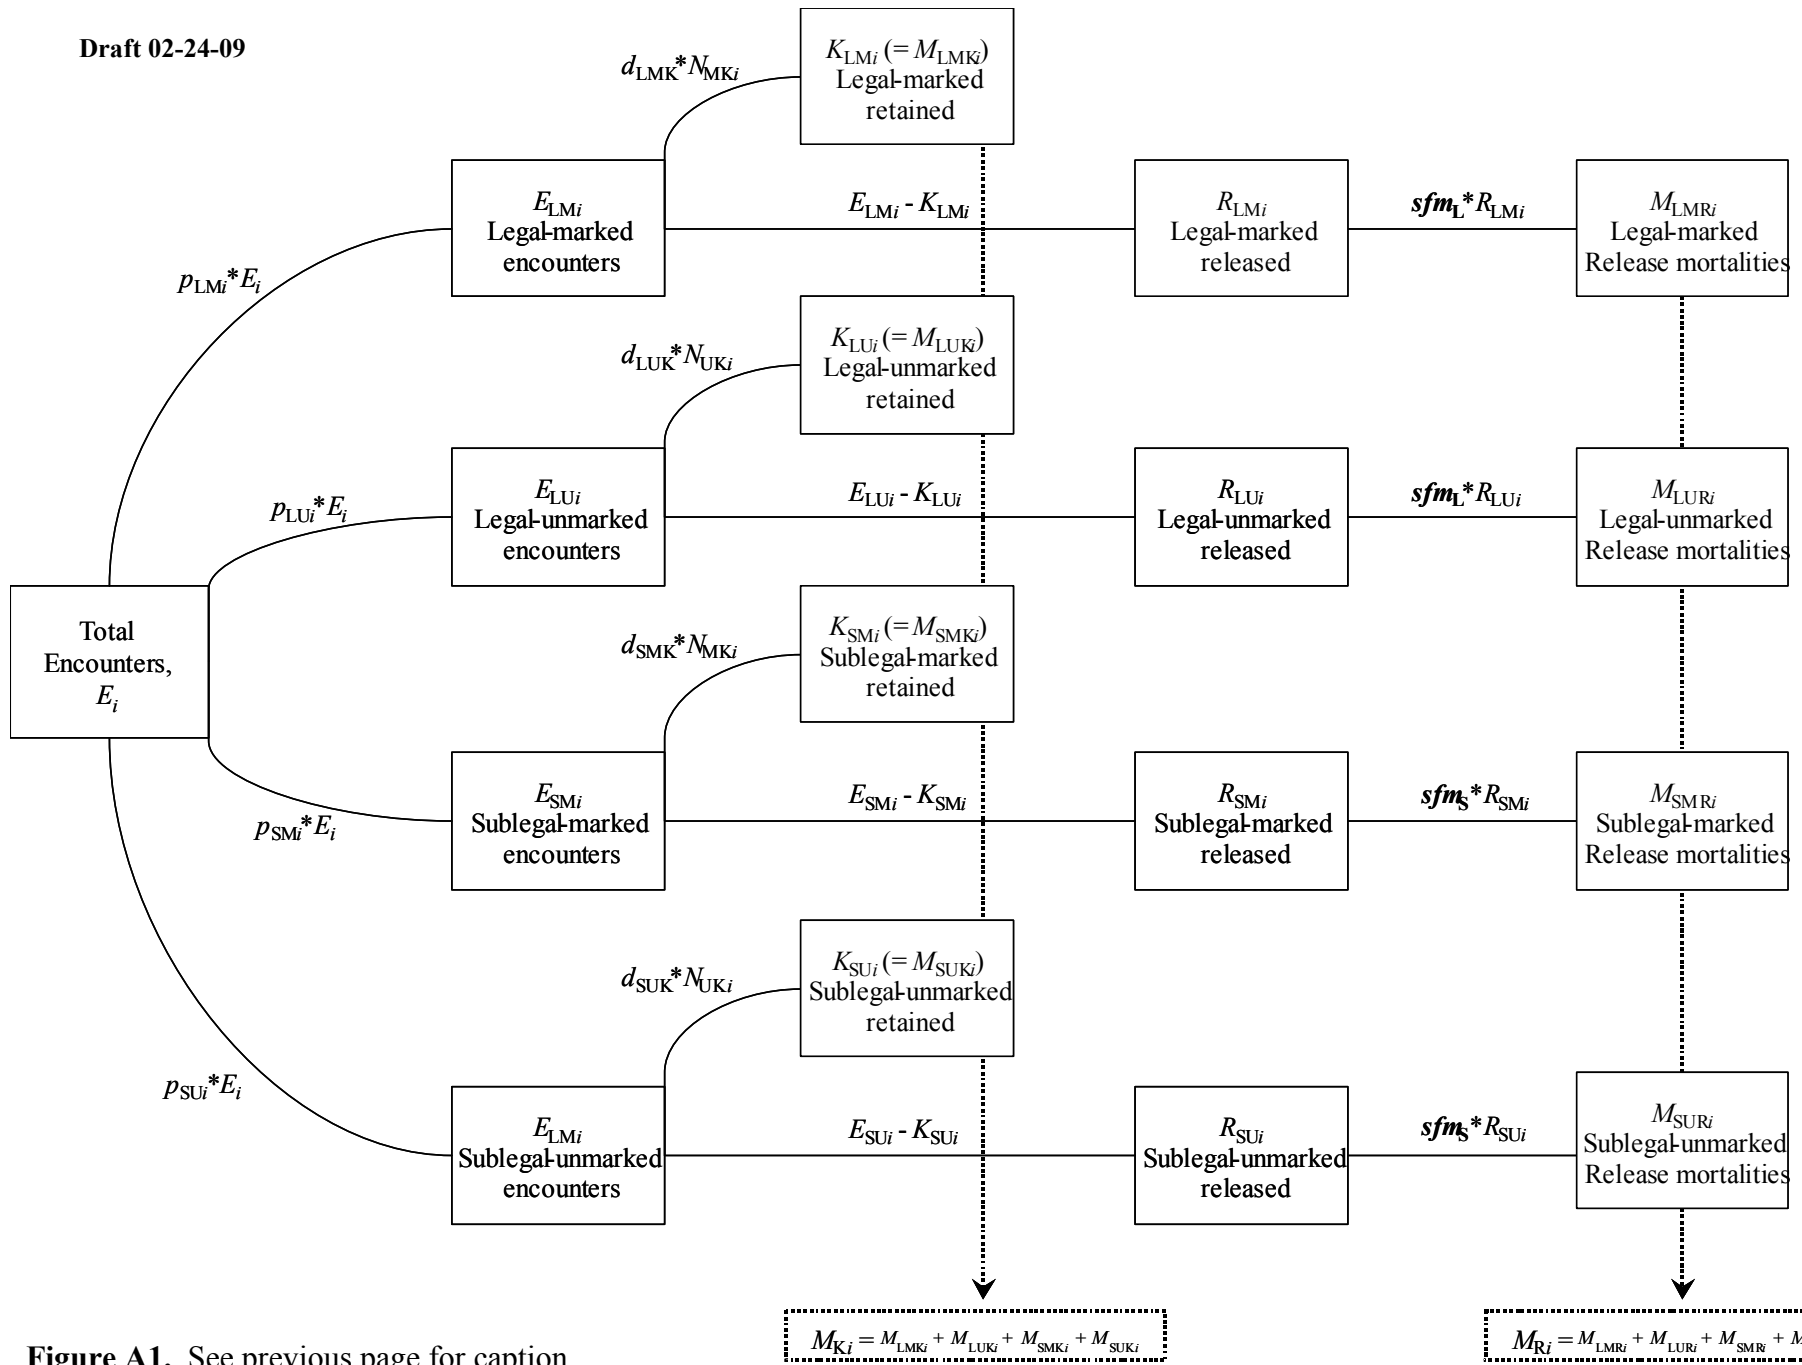 Draft 02-24-09
d_LMK*N_MKi
K_LMi (= M_LMKi)
Legal-marked
retained
E_LMi
Legal-marked
encounters
E_LMi - K_LMi
R_LMi
Legal-marked
released
sfm_L*R_LMi
M_LMRi
Legal-marked
Release mortalities
p_LMi*E_i
d_LUK*N_UKi
K_LUi (= M_LUKi)
Legal-unmarked
retained
p_LUi*E_i
E_LUi
Legal-unmarked
encounters
E_LUi - K_LUi
R_LUi
Legal-unmarked
released
sfm_L*R_LUi
M_LURi
Legal-unmarked
Release mortalities
Total
Encounters,
E_i
d_SMK*N_MKi
K_SMi (= M_SMKi)
Sublegal-marked
retained
p_SMi*E_i
E_SMi
Sublegal-marked
encounters
E_SMi - K_SMi
R_SMi
Sublegal-marked
released
sfm_S*R_SMi
M_SMRi
Sublegal-marked
Release mortalities
d_SUK*N_UKi
K_SUi (= M_SUKi)
Sublegal-unmarked
retained
p_SUi*E_i
E_LMi
Sublegal-unmarked
encounters
E_SUi - K_SUi
R_SUi
Sublegal-unmarked
released
sfm_S*R_SUi
M_SURi
Sublegal-unmarked
Release mortalities
M_Ki = M_LMKi + M_LUKi + M_SMKi + M_SUKi
M_Ri = M_LMRi + M_LURi + M_SMRi +
Figure A1. See previous page for caption